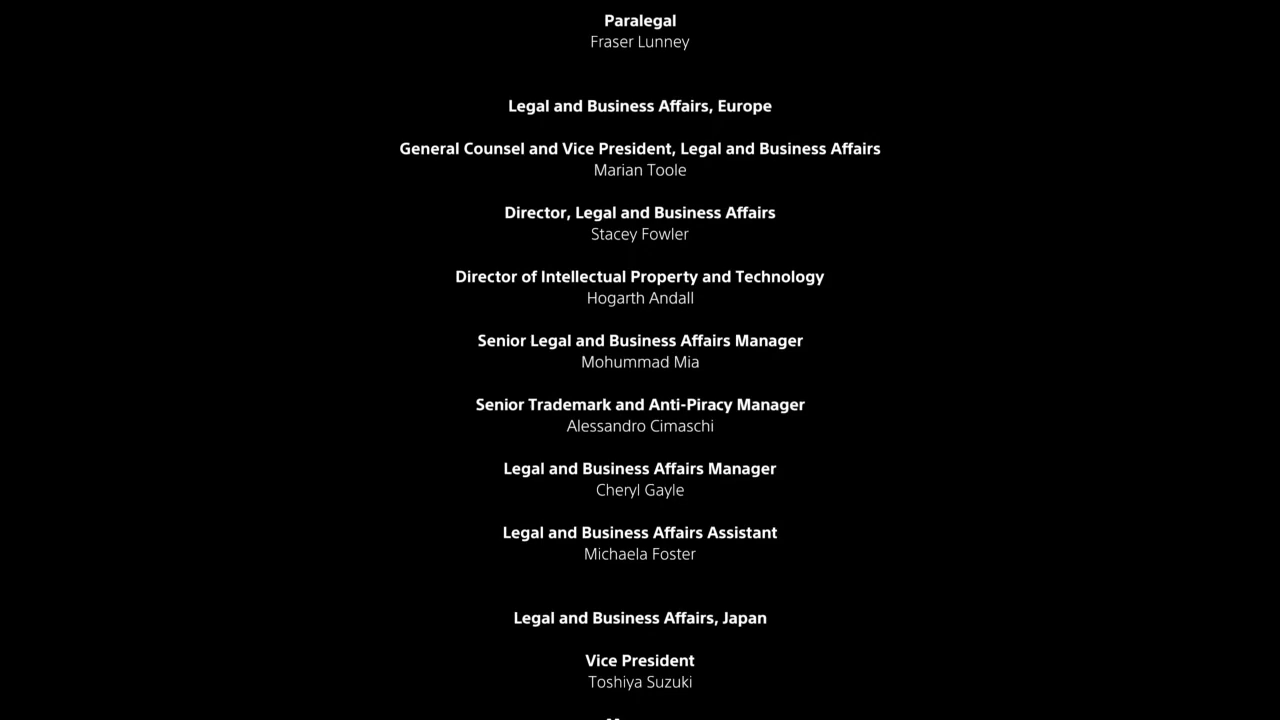 Paralegal
Fraser Lunney
Legal and Business Affairs, Europe
General Counsel and Vice President, Legal and Business Affairs
Marian Toole
Director, Legal and Business Affairs
Stacey Fowler
Director of Intellectual Property and Technology
Hogarth Andall
Senior Legal and Business Affairs Manager
Mohummad Mia
Senior Trademark and Anti-Piracy Manager
Alessandro Cimaschi
Legal and Business Affairs Manager
Cheryl Gayle
Legal and Business Affairs Assistant
Michaela Foster
Legal and Business Affairs, Japan
Vice President
Toshiya Suzuki